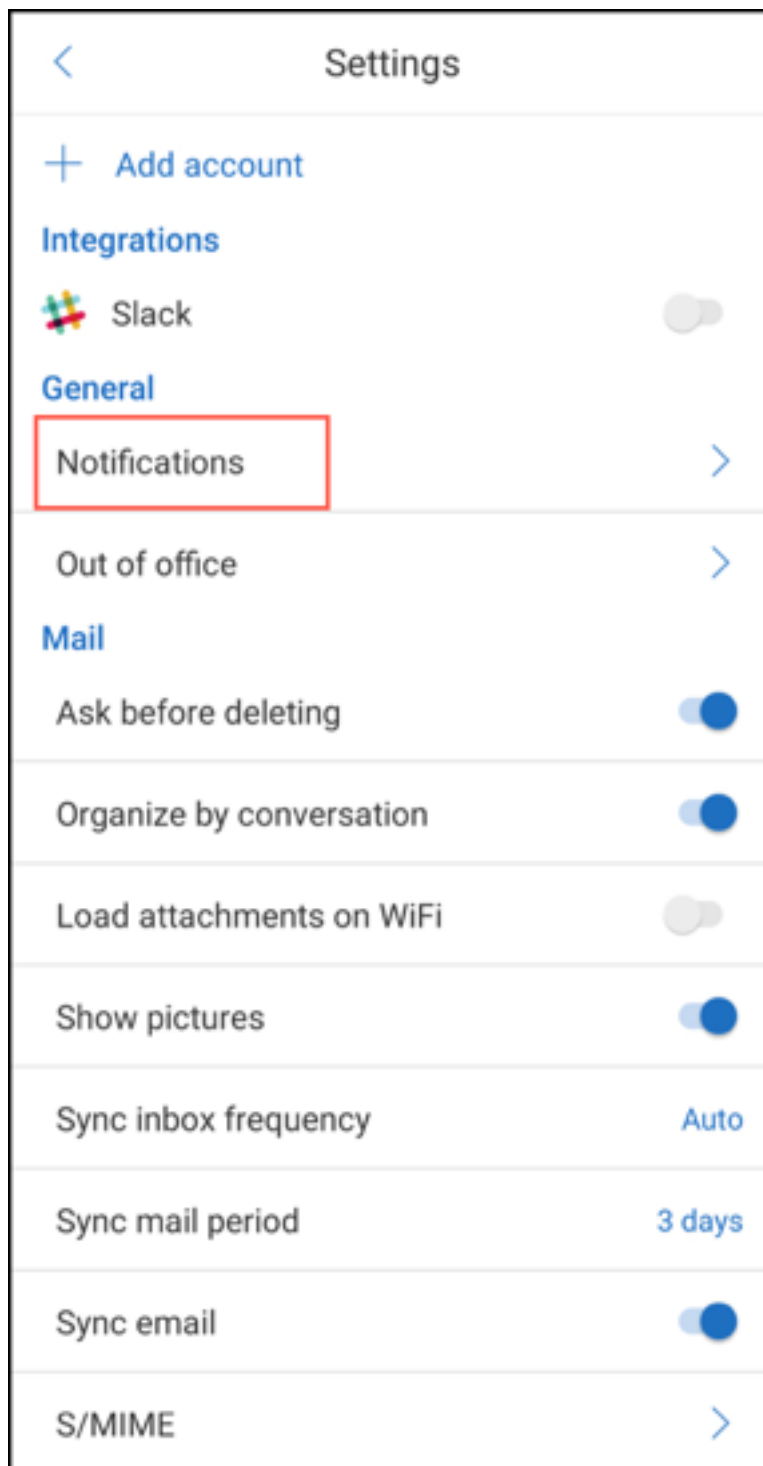 Settings
Add account
Integrations
Slack
General
Notifications
Out of office
Mail
Ask before deleting
Organize by conversation
Load attachments on WiFi
Show pictures
Sync inbox frequency Auto
Sync mail period 3 days
Sync email
S/MIME